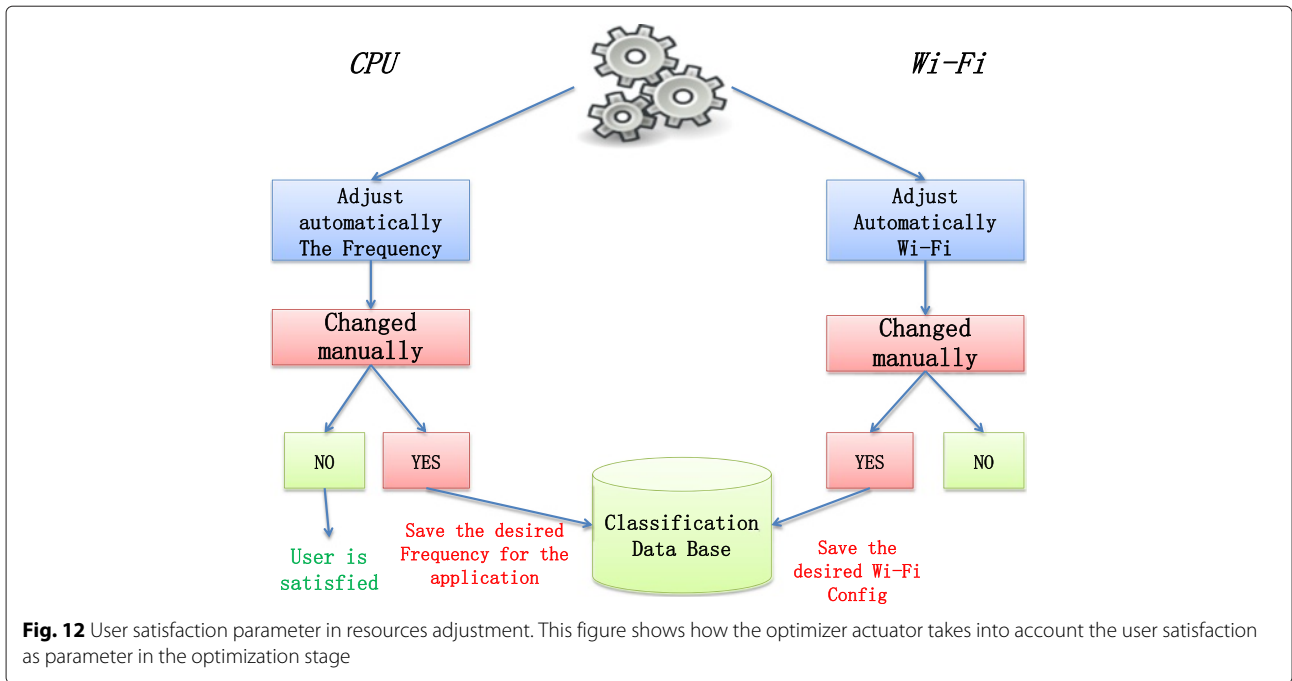 CPU
Wi-Fi
Adjust
automatically
The Frequency
Adjust
Automatically
Wi-Fi
Changed
manually
Changed
manually
NO
YES
YES
NO
Classification
Data Base
User is
satisfied
Save the desired
Frequency for the
application
Save the
desired Wi-Fi
Config
Fig. 12 User satisfaction parameter in resources adjustment. This figure shows how the optimizer actuator takes into account the user satisfaction
as parameter in the optimization stage